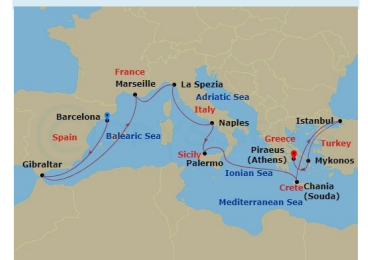 France
Marseille
La Spezia
Adriatic Sea
Italy
Barcelona
Istanbul
Spain
Balearic Sea
Naples
Greece
Turkey
Piraeus
(Athens)
Mykonos
Sicily
Palermo
Gibraltar
Ionian Sea
Crete
Chania
(Souda)
Mediterranean Sea